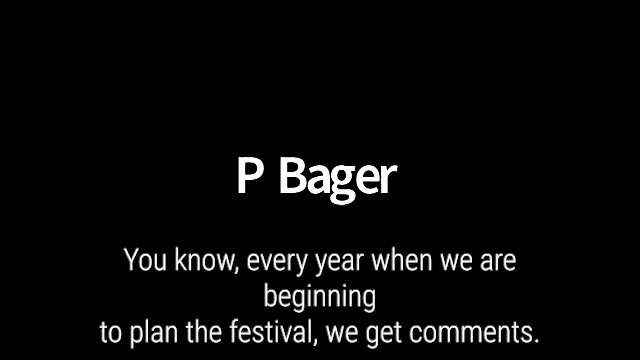 P Bager
You know, every year when we are
beginning
to plan the festival, we get comments.